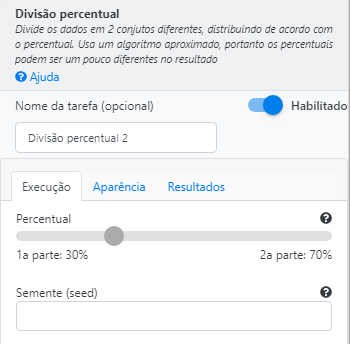 Divisão percentual
Divide os dados em 2 conjutos diferentes, distribuindo de acordo com
o percentual. Usa um algoritmo aproximado, portanto os percentuais
podem ser um pouco diferentes no resultado
Ajuda
Nome da tarefa (opcional) Habilitado
Divisão percentual 2
Execução Aparência Resultados
Percentual
1a parte: 30% 2a parte: 70%
Semente (seed)